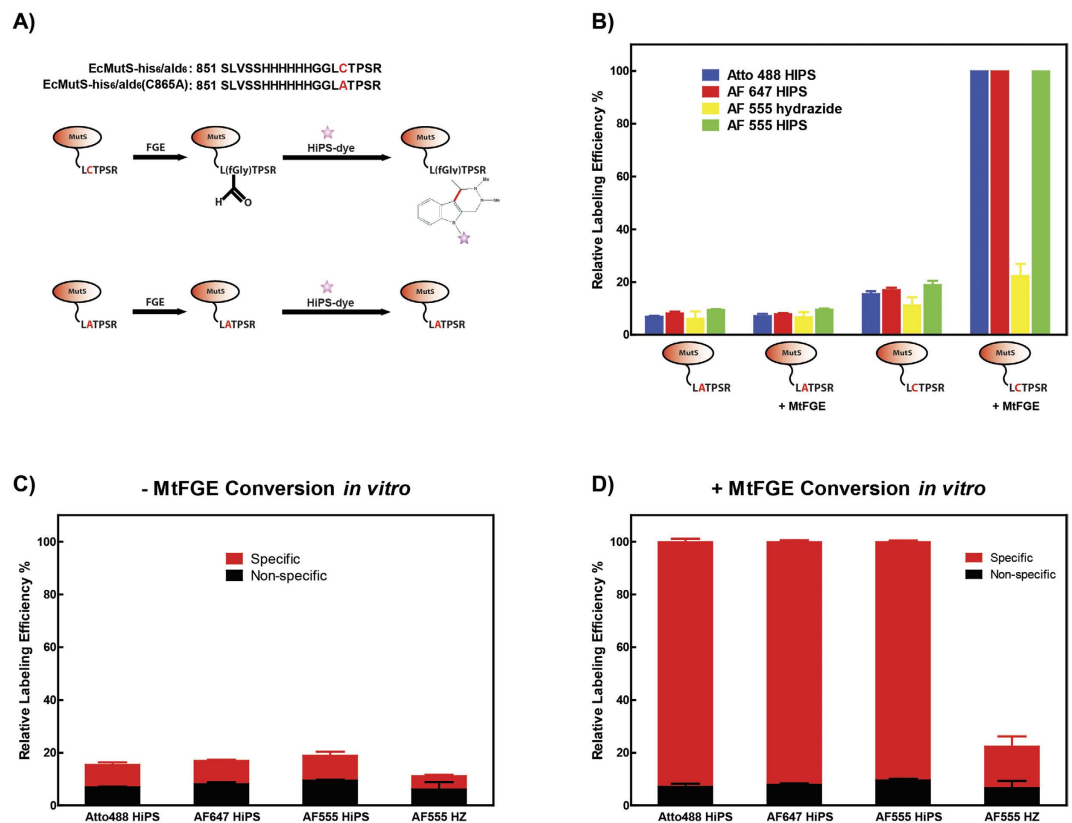 A)
EcMutS-his₆/ald₆: 851 SLVSSHHHHHHGGLCTPSR
EcMutS-his₆/ald₆(C865A): 851 SLVSSHHHHHHGGLATPSR
MutS
FGE
MutS
HiPS-dye
MutS
LCTPSR
L(fGly)TPSR
L(fGly)TPSR
H
O
Me
N
N
Me
N
MutS
FGE
MutS
HiPS-dye
MutS
LATPSR
LATPSR
LATPSR
B)
Relative Labeling Efficiency %
100
80
60
40
20
0
Atto 488 HIPS
AF 647 HIPS
AF 555 hydrazide
AF 555 HIPS
MutS
MutS
MutS
MutS
LATPSR
LATPSR
LCTPSR
LCTPSR
+ MtFGE
+ MtFGE
C)
- MtFGE Conversion in vitro
Relative Labeling Efficiency %
100
80
60
40
20
0
Specific
Non-specific
Atto488 HiPS
AF647 HiPS
AF555 HiPS
AF555 HZ
D)
+ MtFGE Conversion in vitro
Relative Labeling Efficiency %
100
80
60
40
20
0
Specific
Non-specific
Atto488 HiPS
AF647 HiPS
AF555 HiPS
AF555 HZ